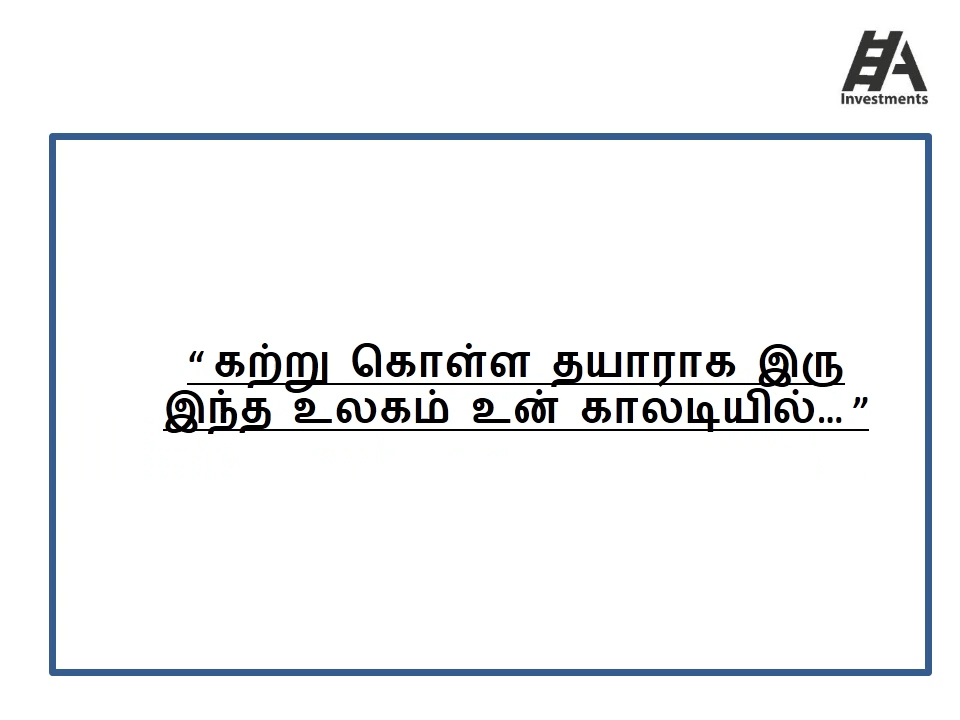 Investments
“கற்று கொள்ள தயாராக இரு
இந்த உலகம் உன் காலடியில்...”